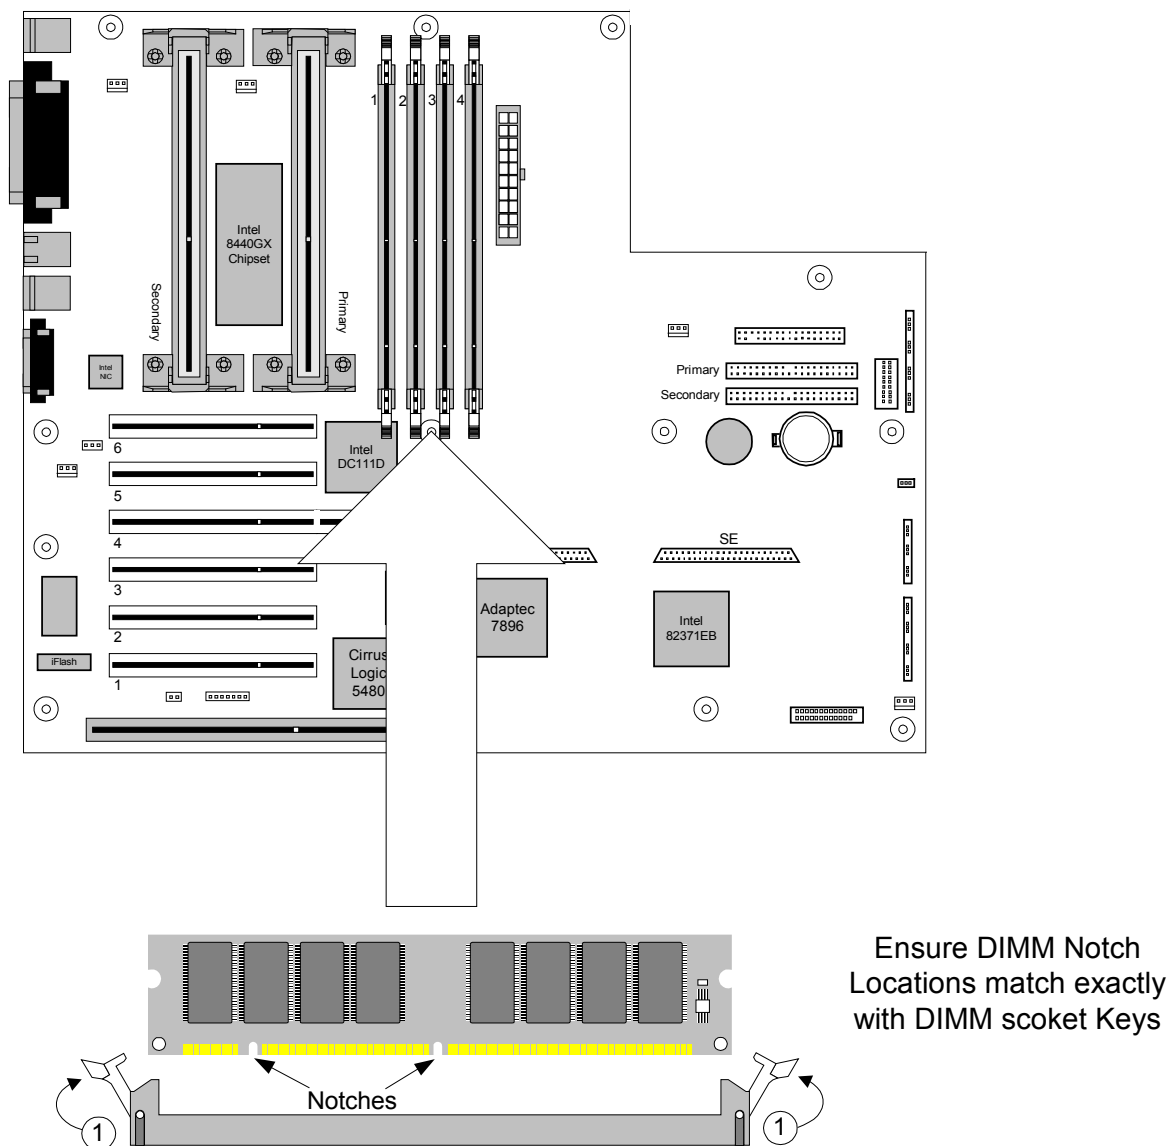 1
2
3
4
Intel
8440GX
Chipset
Secondary
Primary
Intel
NIC
Primary
Secondary
6
Intel
DC111D
5
4
SE
3
Adaptec
7896
Intel
82371EB
2
iFlash
Cirrus
Logic
5480
1
Ensure DIMM Notch
Locations match exactly
with DIMM scoket Keys
Notches
1
1